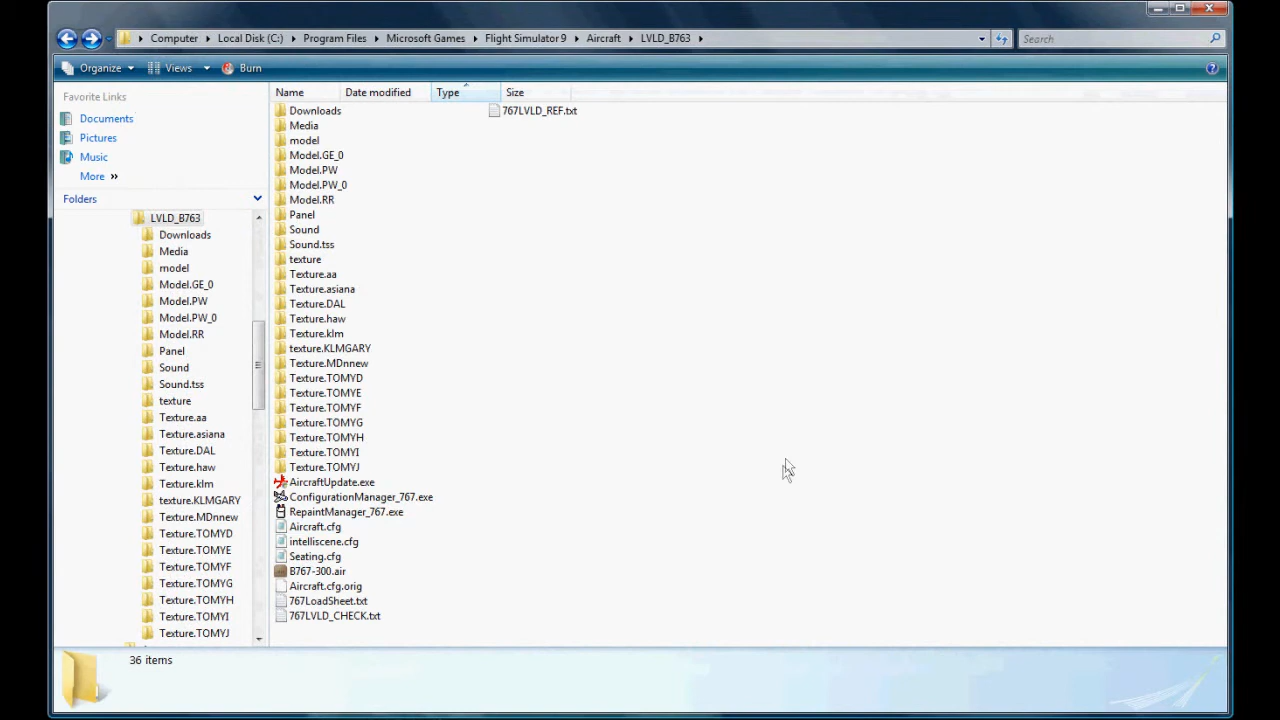 Computer Local Disk (C:) Program Files Microsoft Games Flight Simulator 9 Aircraft LVLD_B763 Search
Organize Views Burn
Favorite Links
Documents
Pictures
Music
More »
Folders
LVLD_B763
Downloads
Media
model
Model.GE_0
Model.PW
Model.PW_0
Model.RR
Panel
Sound
Sound.tss
texture
Texture.aa
Texture.asiana
Texture.DAL
Texture.haw
Texture.klm
texture.KLMGARY
Texture.MDnnew
Texture.TOMYD
Texture.TOMYE
Texture.TOMYF
Texture.TOMYG
Texture.TOMYH
Texture.TOMYI
Texture.TOMYJ
Name Date modified Type Size
Downloads
Media
model
Model.GE_0
Model.PW
Model.PW_0
Model.RR
Panel
Sound
Sound.tss
texture
Texture.aa
Texture.asiana
Texture.DAL
Texture.haw
Texture.klm
texture.KLMGARY
Texture.MDnnew
Texture.TOMYD
Texture.TOMYE
Texture.TOMYF
Texture.TOMYG
Texture.TOMYH
Texture.TOMYI
Texture.TOMYJ
AircraftUpdate.exe
ConfigurationManager_767.exe
RepaintManager_767.exe
Aircraft.cfg
intelliscene.cfg
Seating.cfg
B767-300.air
Aircraft.cfg.orig
767LoadSheet.txt
767LVLD_CHECK.txt
767LVLD_REF.txt
36 items